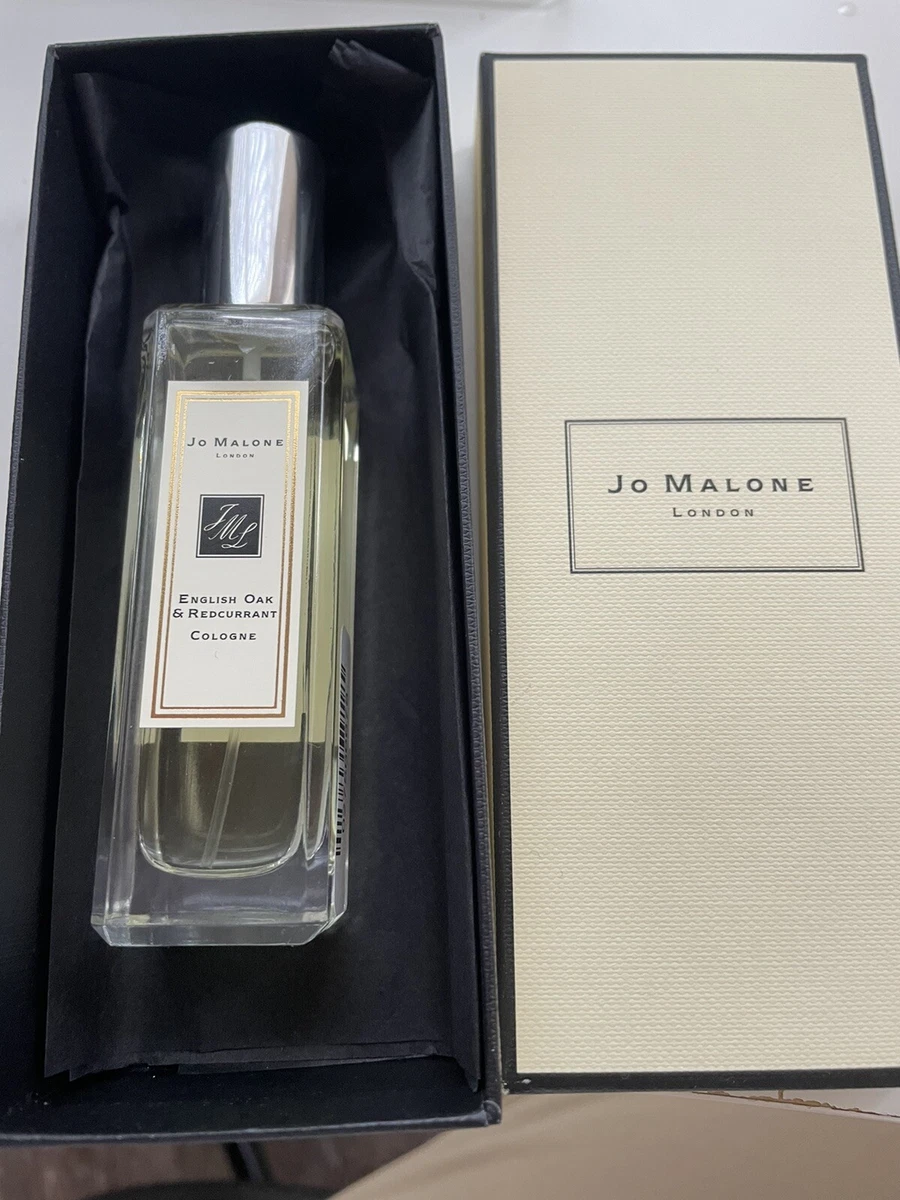 Jo Malone
London
JML
English Oak
& Redcurrant
Cologne
Jo Malone
London